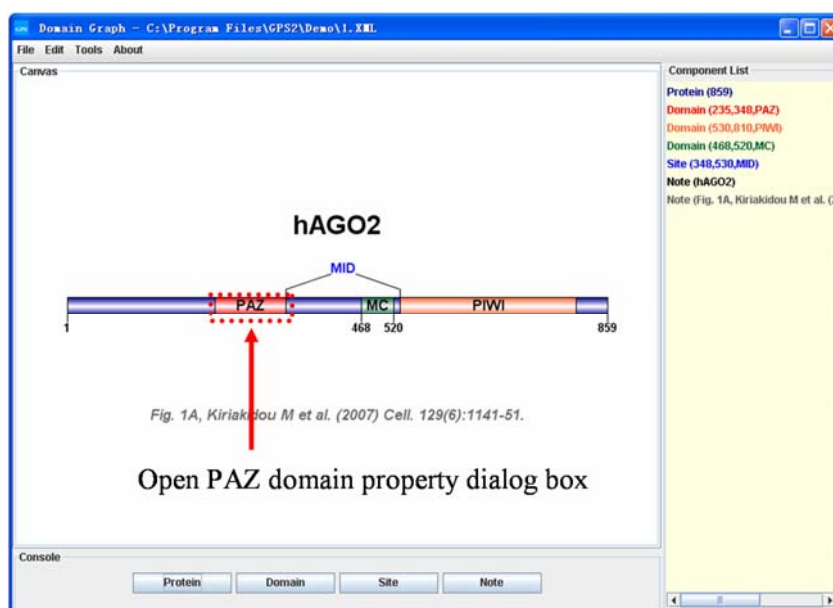 GPS Domain Graph - C:\Program Files\GPS2\Demo\1.XML
File Edit Tools About
Canvas
hAGO2
MID
PAZ MC PIWI
1 468 520 859
Fig. 1A, Kiriakidou M et al. (2007) Cell. 129(6):1141-51.
Open PAZ domain property dialog box
Component List
Protein (859)
Domain (235,348,PAZ)
Domain (530,810,PIWI)
Domain (468,520,MC)
Site (348,530,MID)
Note (hAGO2)
Note (Fig. 1A, Kiriakidou M et al. (2
Console
Protein Domain Site Note